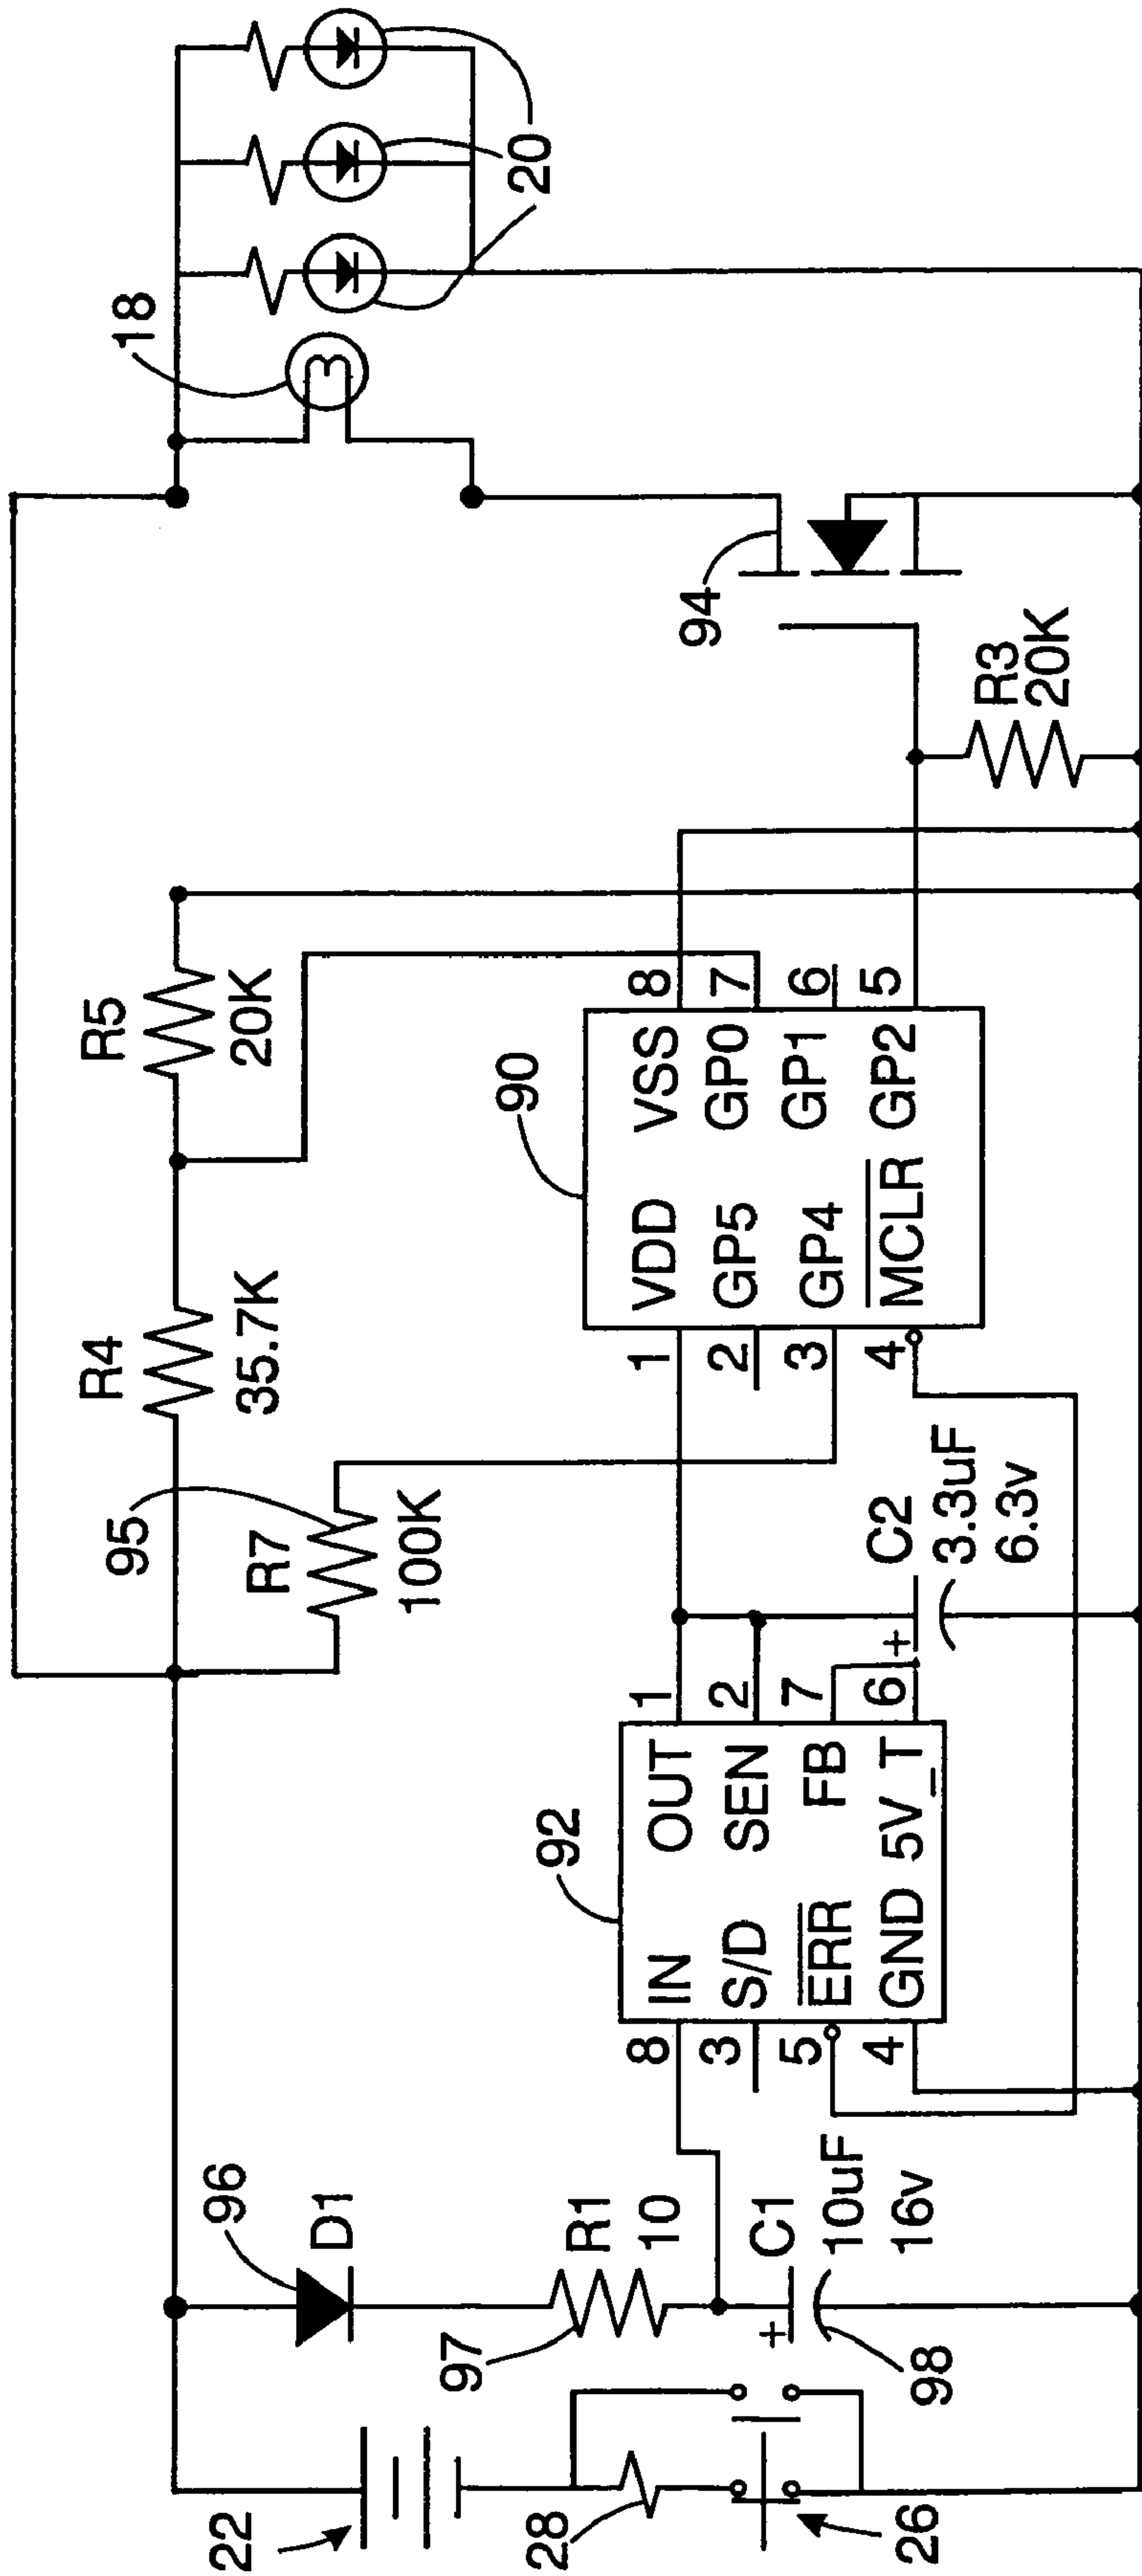 22
28
26
96
D1
97
R1
10
+
C1
10uF
16v
98
92
8
IN
OUT
1
3
S/D
SEN
2
5
ERR
FB
7
4
GND
5V_T
6
+
C2
3.3uF
6.3v
95
R7
100K
R4
35.7K
R5
20K
90
1
VDD
VSS
8
2
GP5
GP0
7
3
GP4
GP1
6
4
MCLR
GP2
5
R3
20K
94
18
20